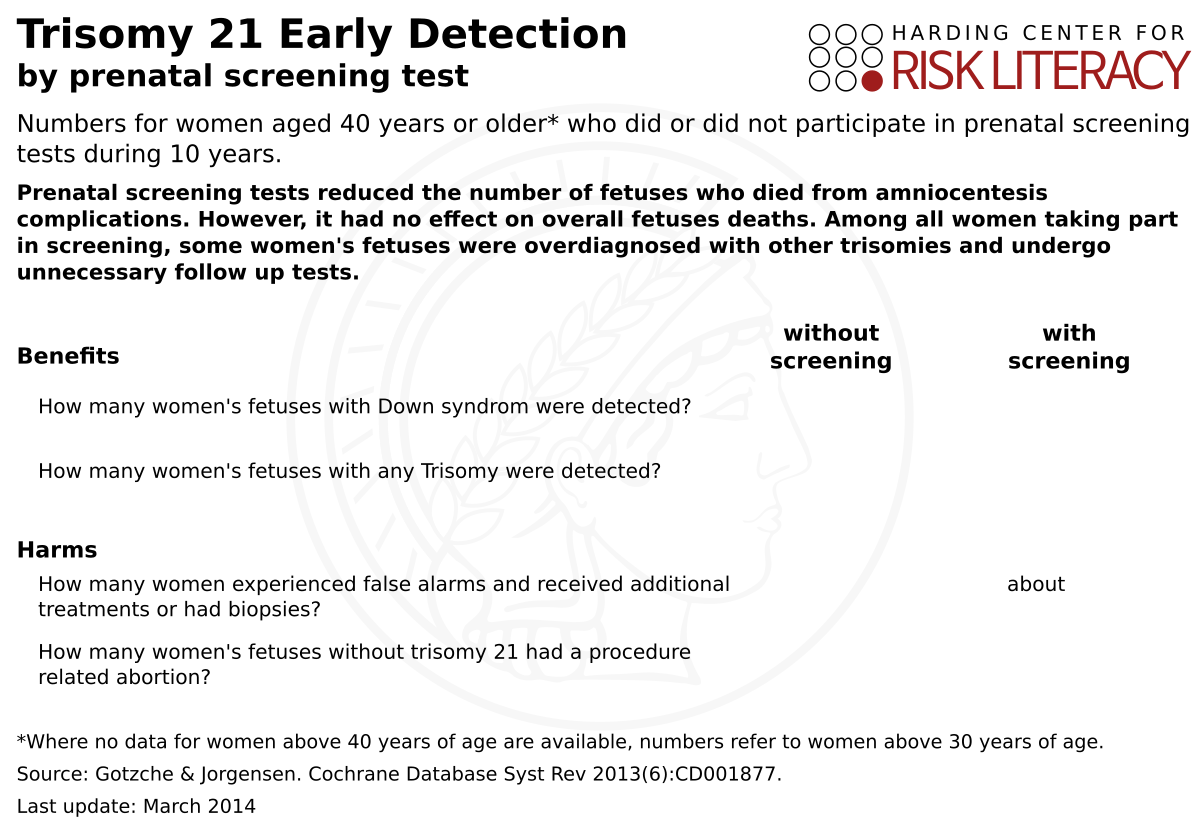 Trisomy 21 Early Detection
by prenatal screening test
HARDING CENTER FOR
RISK LITERACY
Numbers for women aged 40 years or older* who did or did not participate in prenatal screening
tests during 10 years.
Prenatal screening tests reduced the number of fetuses who died from amniocentesis
complications. However, it had no effect on overall fetuses deaths. Among all women taking part
in screening, some women's fetuses were overdiagnosed with other trisomies and undergo
unnecessary follow up tests.
without
screening
with
screening
Benefits
How many women's fetuses with Down syndrom were detected?
How many women's fetuses with any Trisomy were detected?
Harms
How many women experienced false alarms and received additional
treatments or had biopsies?
about
How many women's fetuses without trisomy 21 had a procedure
related abortion?
*Where no data for women above 40 years of age are available, numbers refer to women above 30 years of age.
Source: Gotzche & Jorgensen. Cochrane Database Syst Rev 2013(6):CD001877.
Last update: March 2014